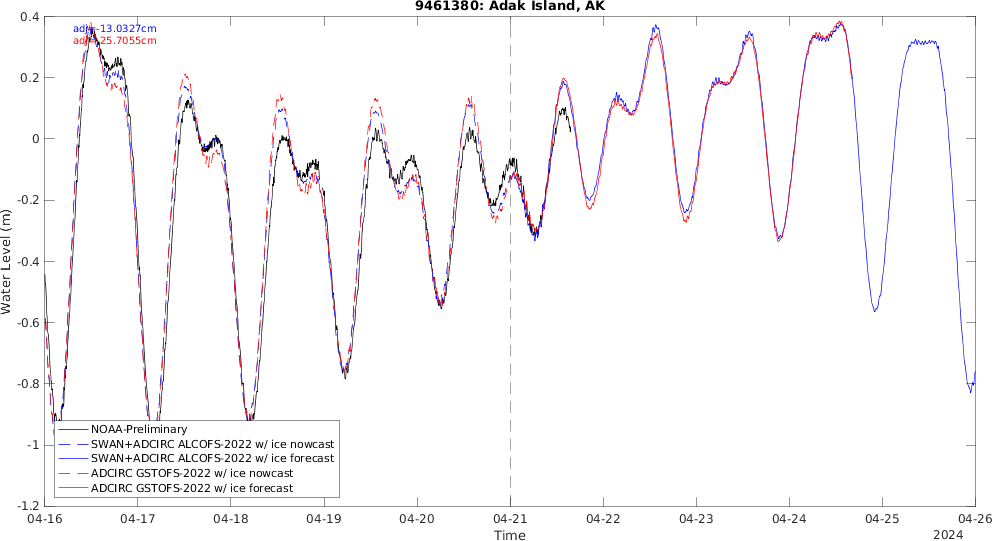 9461380: Adak Island, AK
adj=-13.0327cm
adj=-25.7055cm
Water Level (m)
0.4
0.2
0
-0.2
-0.4
-0.6
-0.8
-1
-1.2
NOAA-Preliminary
SWAN+ADCIRC ALCOFS-2022 w/ ice nowcast
SWAN+ADCIRC ALCOFS-2022 w/ ice forecast
ADCIRC GSTOFS-2022 w/ ice nowcast
ADCIRC GSTOFS-2022 w/ ice forecast
04-16 04-17 04-18 04-19 04-20 04-21 04-22 04-23 04-24 04-25 04-26
Time
2024